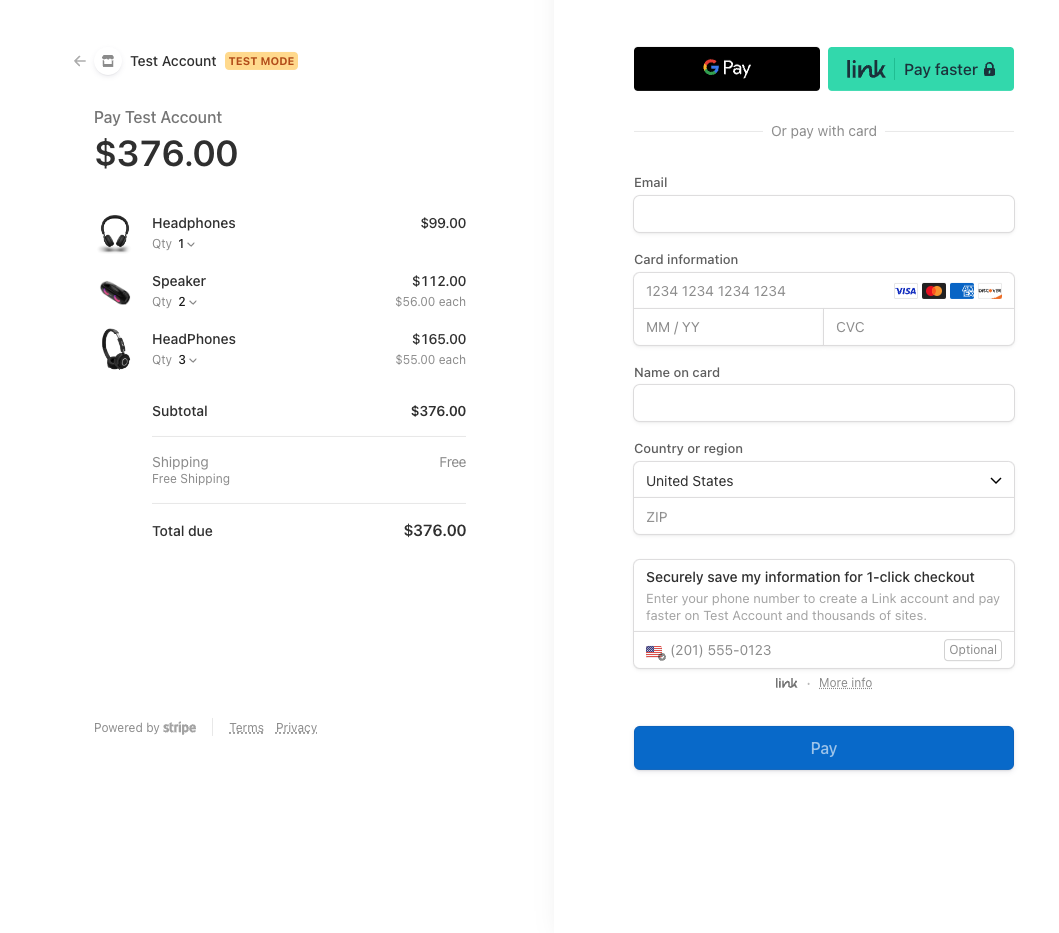 Test Account TEST MODE
Pay Test Account
$376.00
Headphones $99.00
Qty 1
Speaker $112.00
Qty 2 $56.00 each
HeadPhones $165.00
Qty 3 $55.00 each
Subtotal $376.00
Shipping Free
Free Shipping
Total due $376.00
Powered by stripe Terms Privacy
G Pay link Pay faster
Or pay with card
Email
Card information
1234 1234 1234 1234 VISA AMEX DISCOVER
MM / YY CVC
Name on card
Country or region
United States
ZIP
Securely save my information for 1-click checkout
Enter your phone number to create a Link account and pay
faster on Test Account and thousands of sites.
(201) 555-0123 Optional
link · More info
Pay